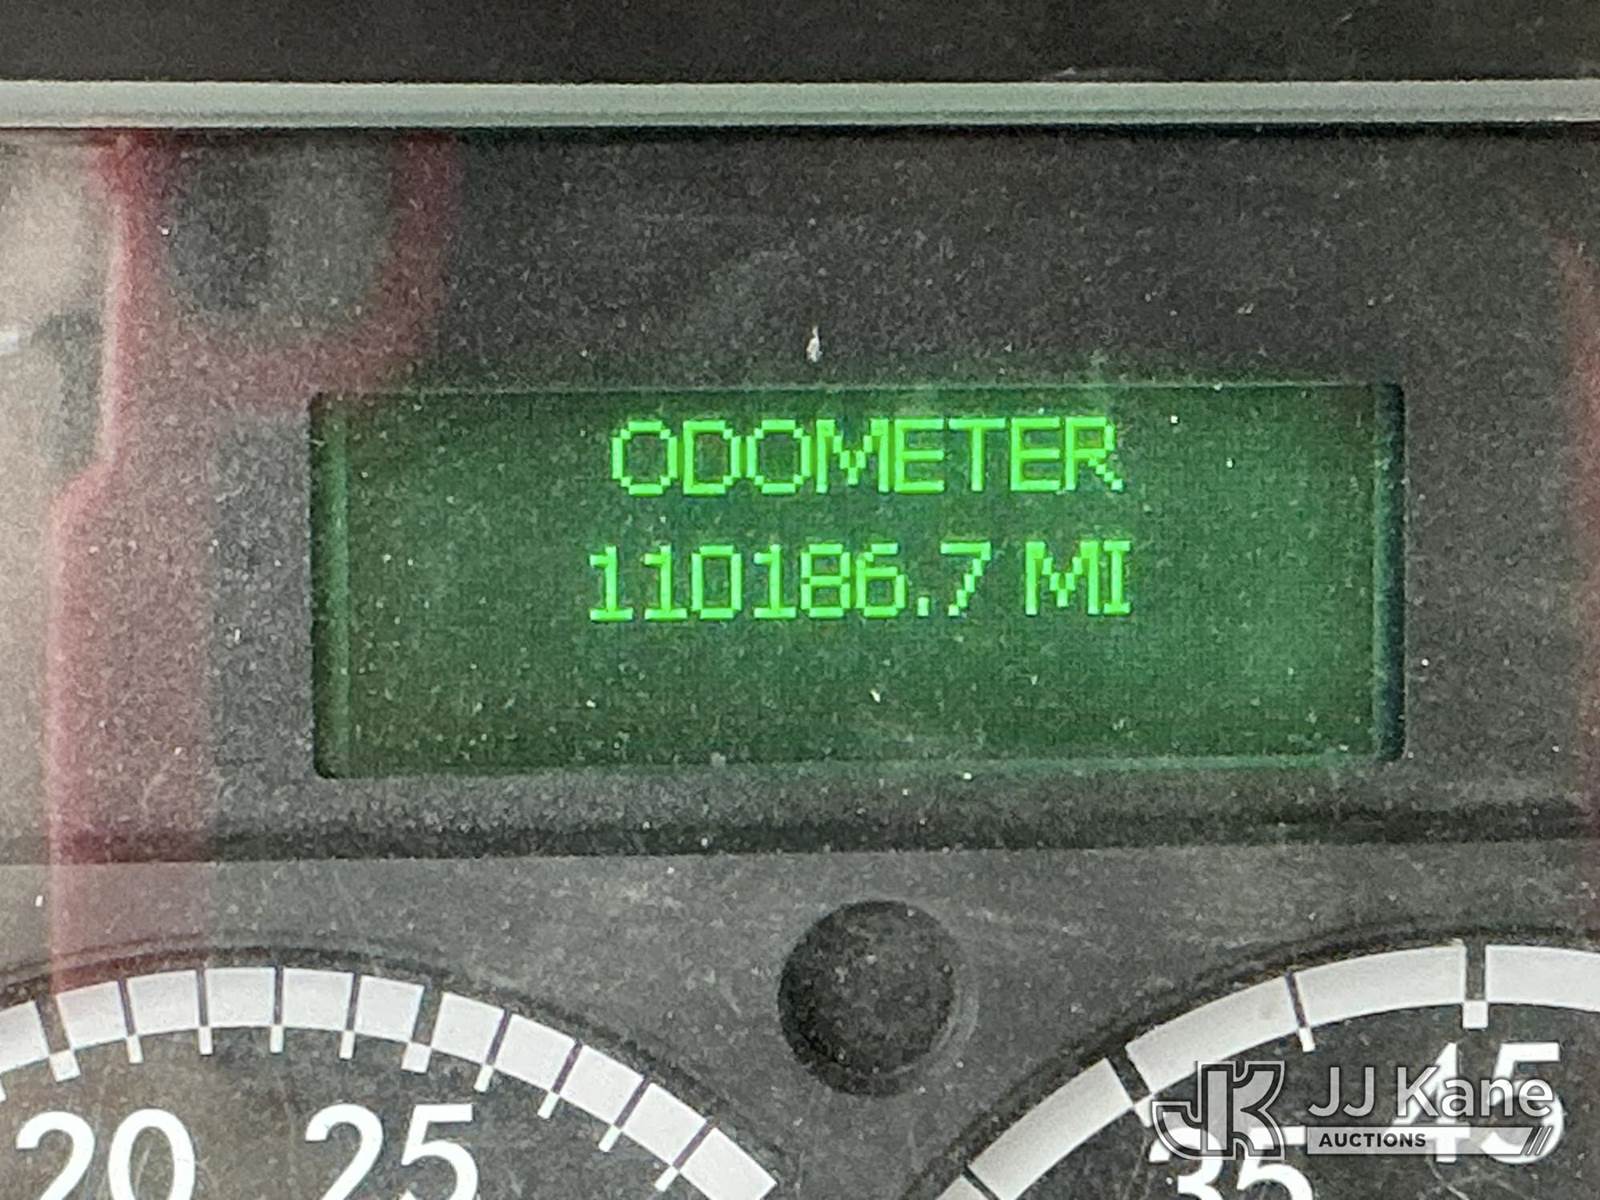 ODOMETER
110186.7 MI
20 25
35 45
JJ Kane
AUCTIONS